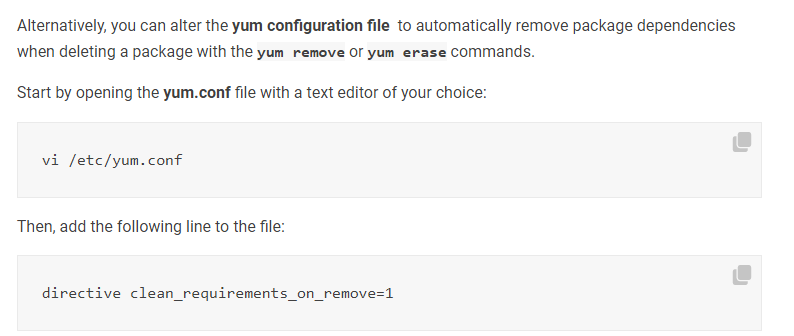 Alternatively, you can alter the yum configuration file to automatically remove package dependencies
when deleting a package with the yum remove or yum erase commands.
Start by opening the yum.conf file with a text editor of your choice:
vi /etc/yum.conf
Then, add the following line to the file:
directive clean_requirements_on_remove=1